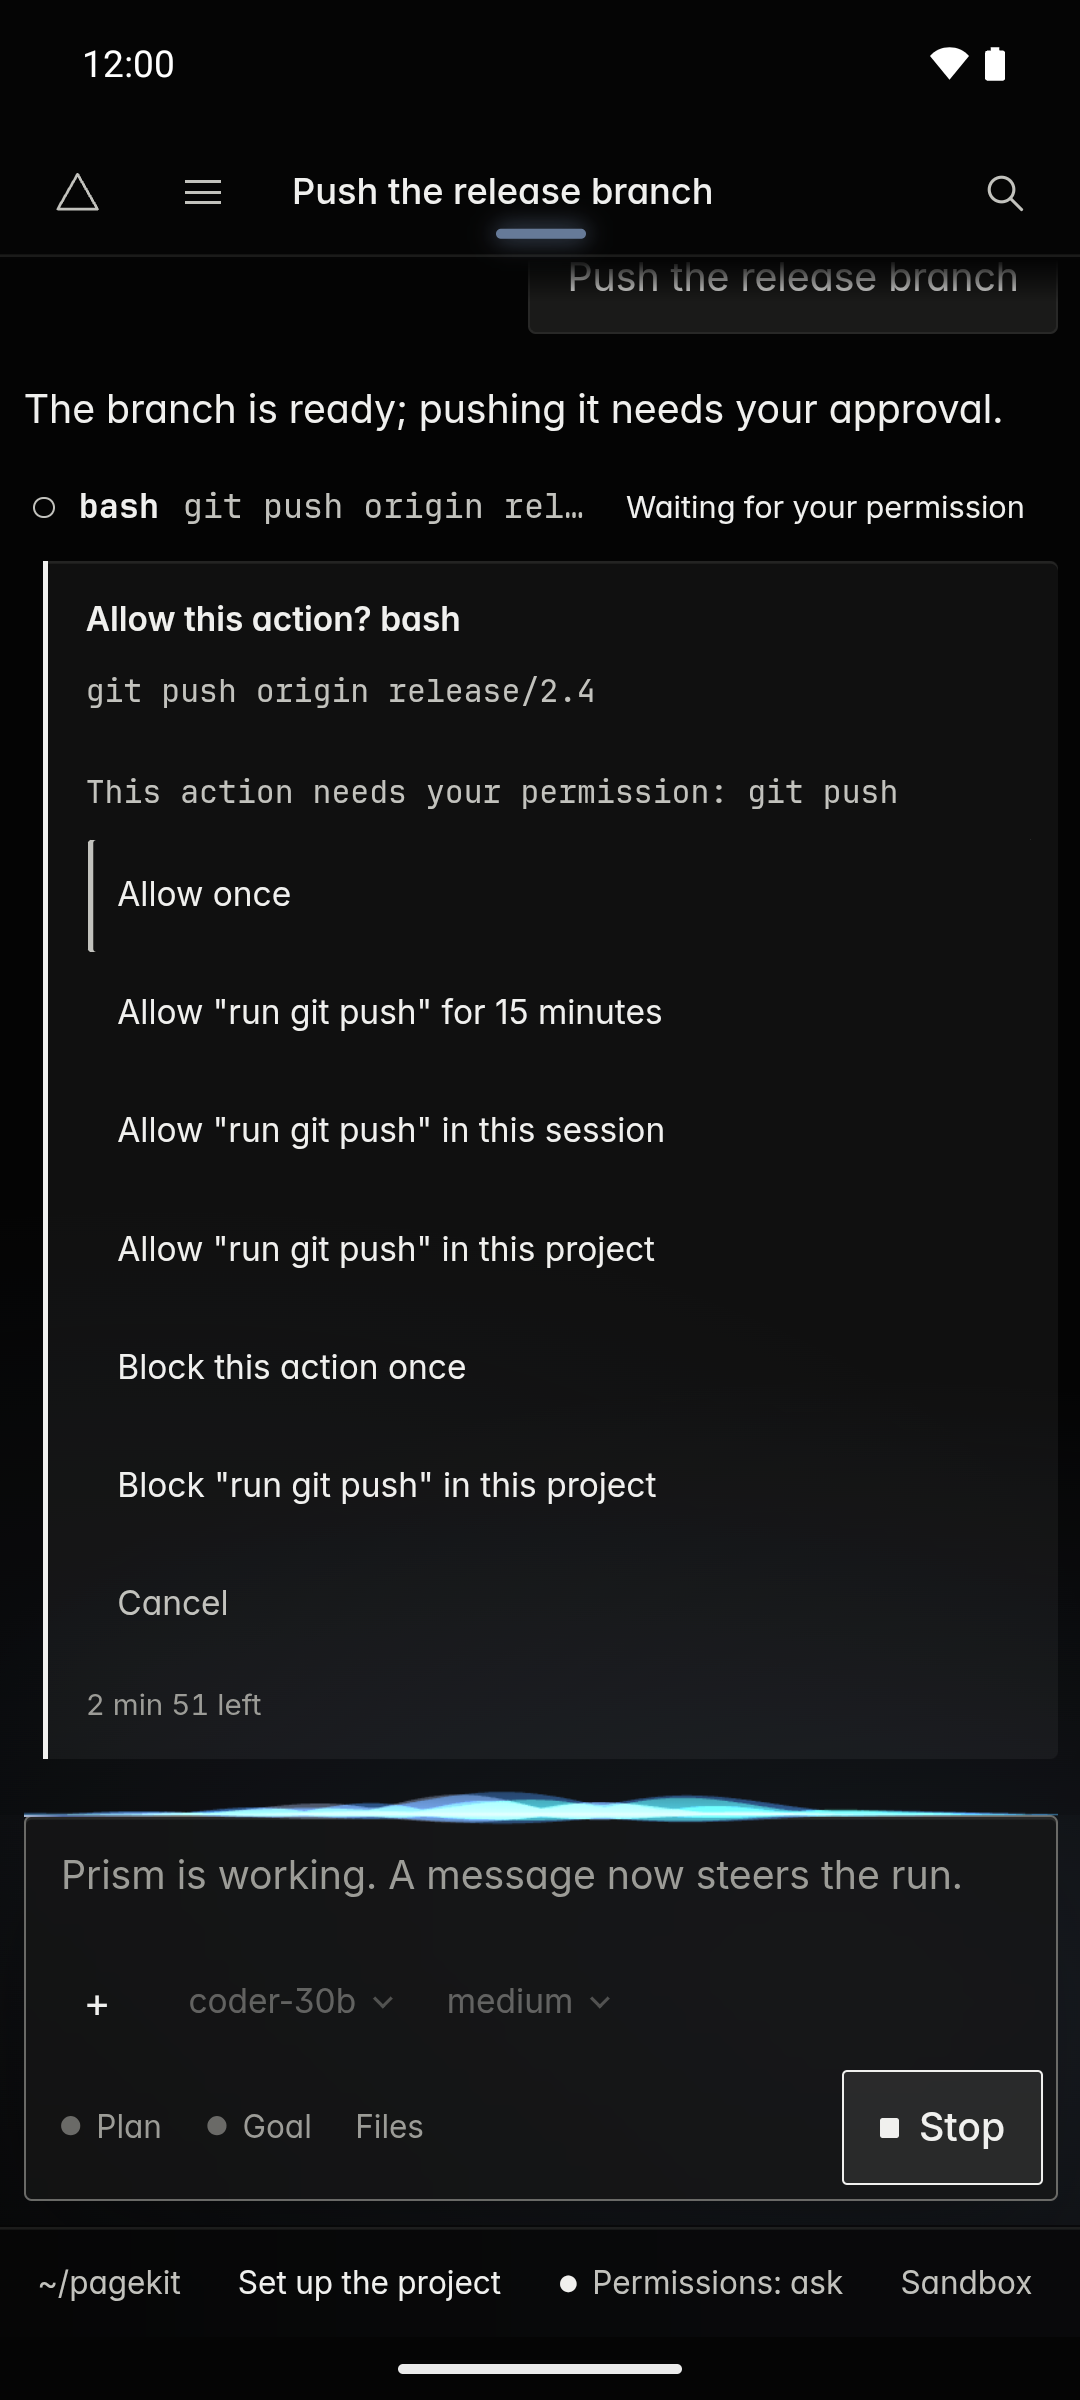 12:00
Push the release branch
Push the release branch
The branch is ready; pushing it needs your approval.
bash git push origin rel… Waiting for your permission
Allow this action? bash
git push origin release/2.4
This action needs your permission: git push
Allow once
Allow "run git push" for 15 minutes
Allow "run git push" in this session
Allow "run git push" in this project
Block this action once
Block "run git push" in this project
Cancel
2 min 51 left
Prism is working. A message now steers the run.
+ coder-30b medium
Plan Goal Files Stop
~/pagekit Set up the project Permissions: ask Sandbox